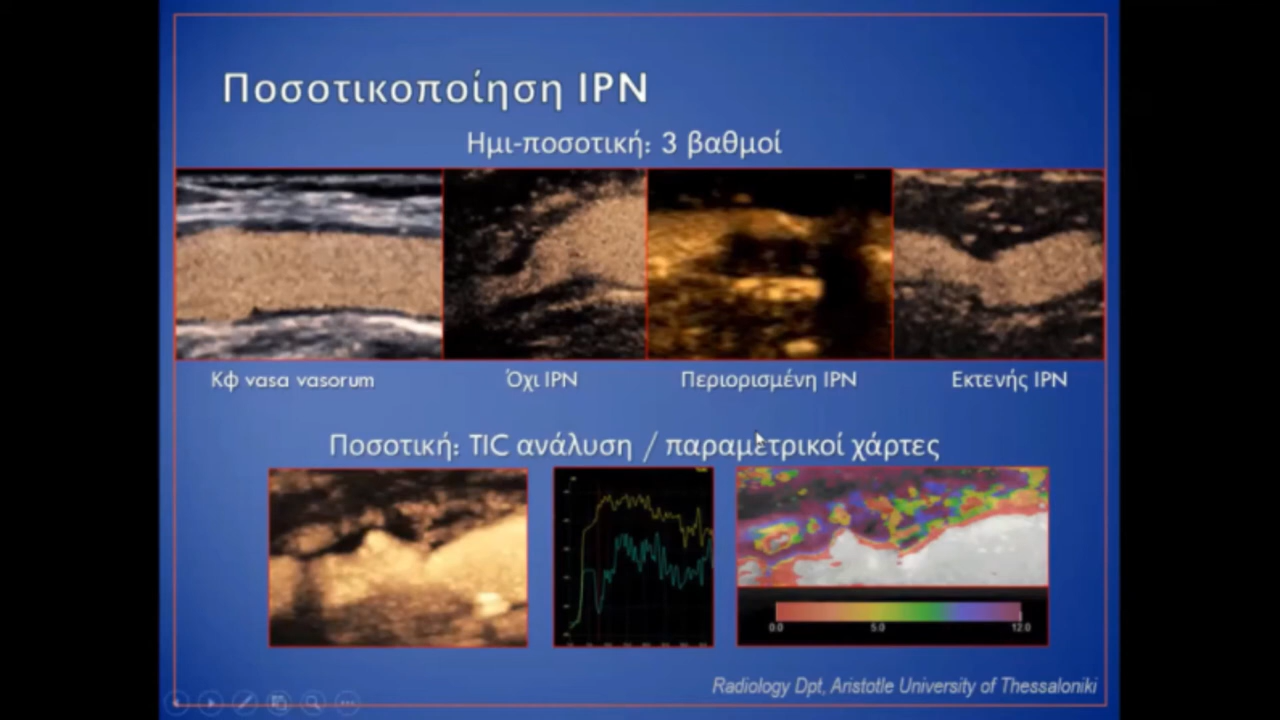 Ποσοτικοποίηση IPN
Ημι-ποσοτική: 3 βαθμοί
Κφ vasa vasorum
Όχι IPN
Περιορισμένη IPN
Εκτενής IPN
Ποσοτική: TIC ανάλυση / παραμετρικοί χάρτες
0.0 5.0 12.0
Radiology Dpt, Aristotle University of Thessaloniki